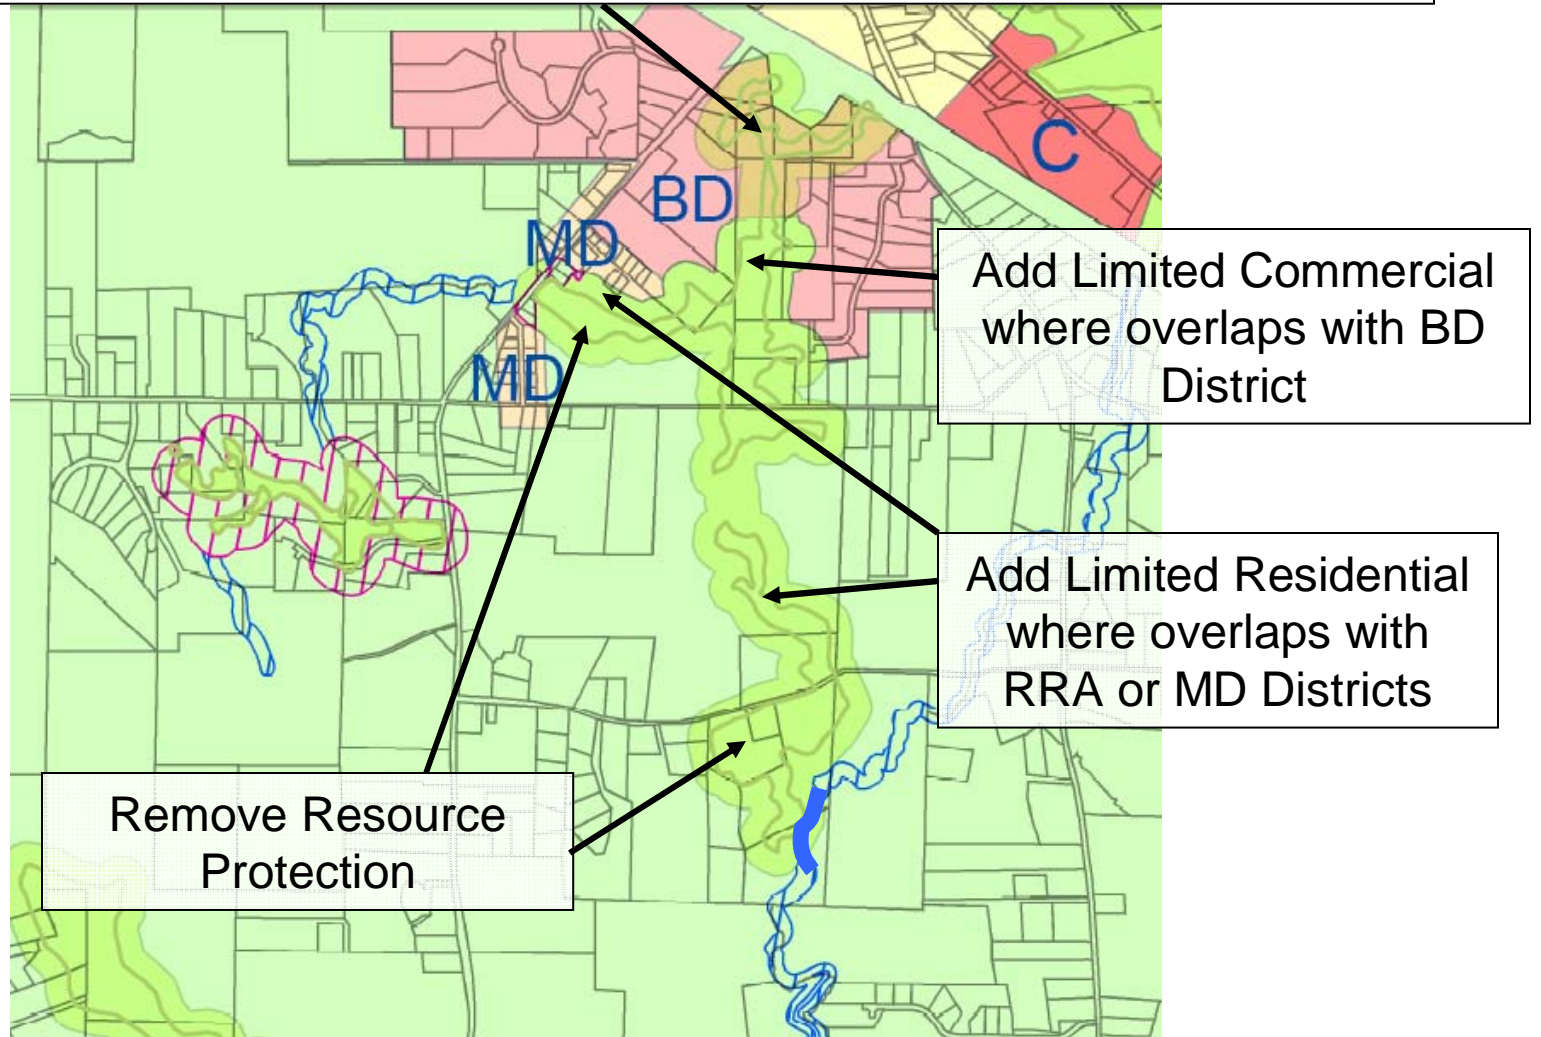 C
BD
MD
MD
Add Limited Commercial
where overlaps with BD
District
Add Limited Residential
where overlaps with
RRA or MD Districts
Remove Resource
Protection